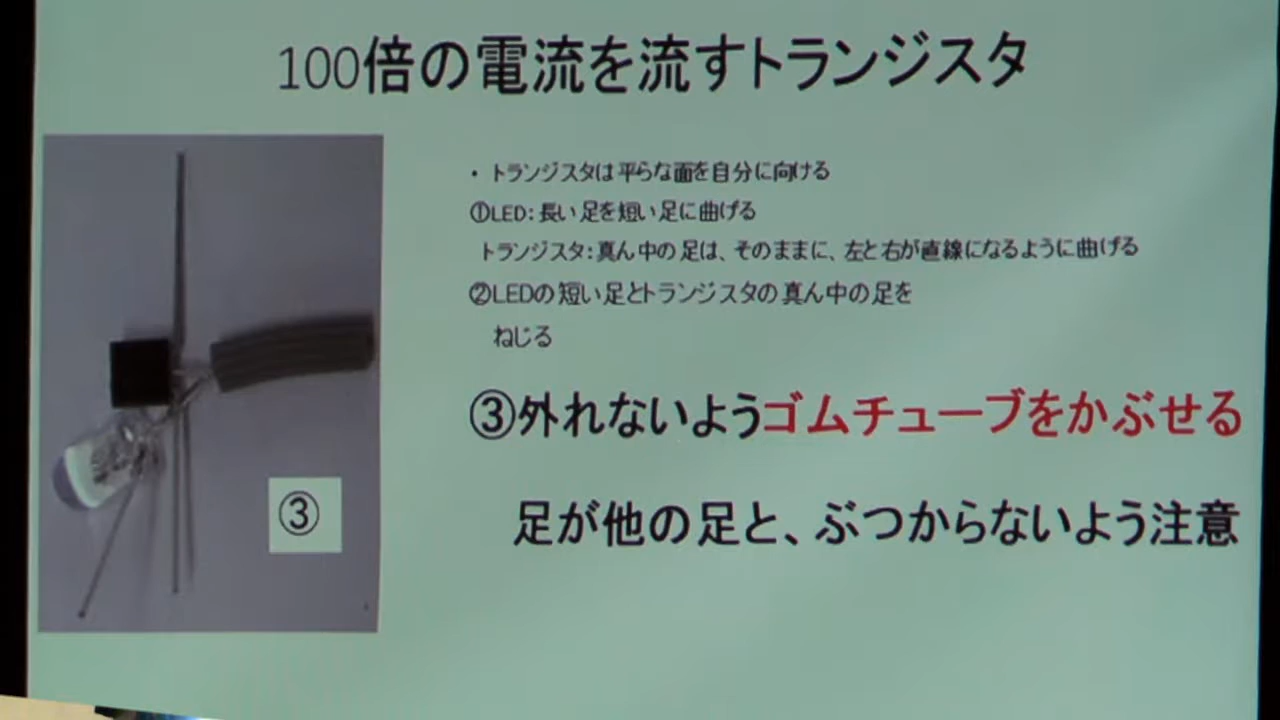 100倍の電流を流すトランジスタ
・ トランジスタは平らな面を自分に向ける
①LED：長い足を短い足に曲げる
トランジスタ：真ん中の足は、そのままに、左と右が直線になるように曲げる
②LEDの短い足とトランジスタの真ん中の足を
ねじる
③外れないようゴムチューブをかぶせる
足が他の足と、ぶつからないよう注意
③